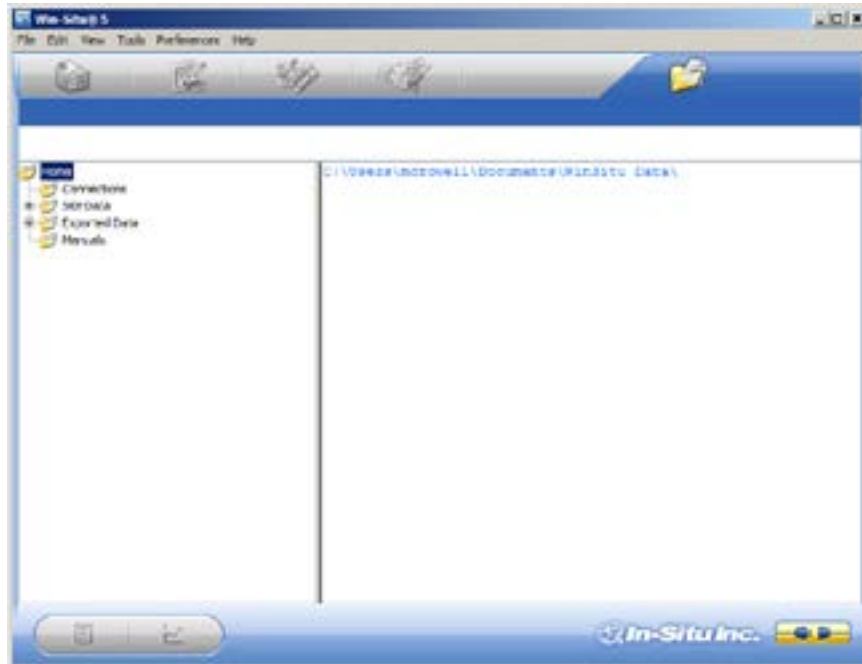 Win-Situ® 5
File Edit View Tools Preferences Help
Home
Connections
Site Data
Exported Data
Manuals
C:\Users\mcrowell\Documents\WinSitu Data\
In-Situ Inc.